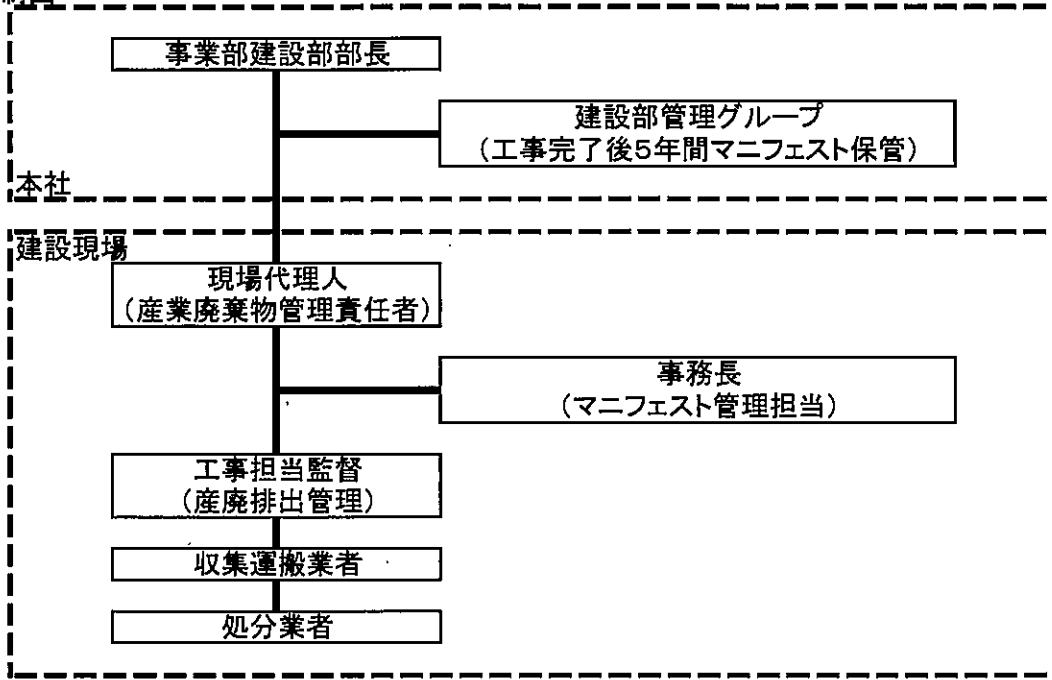 事業部建設部部長
建設部管理グループ
（工事完了後5年間マニフェスト保管）
本社
建設現場
現場代理人
（産業廃棄物管理責任者）
事務長
（マニフェスト管理担当）
工事担当監督
（産廃排出管理）
収集運搬業者
処分業者